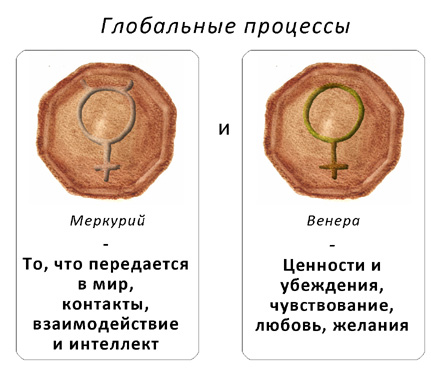 Глобальные процессы
Меркурий
-
То, что передается
в мир,
контакты,
взаимодействие
и интеллект
и
Венера
-
Ценности и
убеждения,
чувствование,
любовь, желания